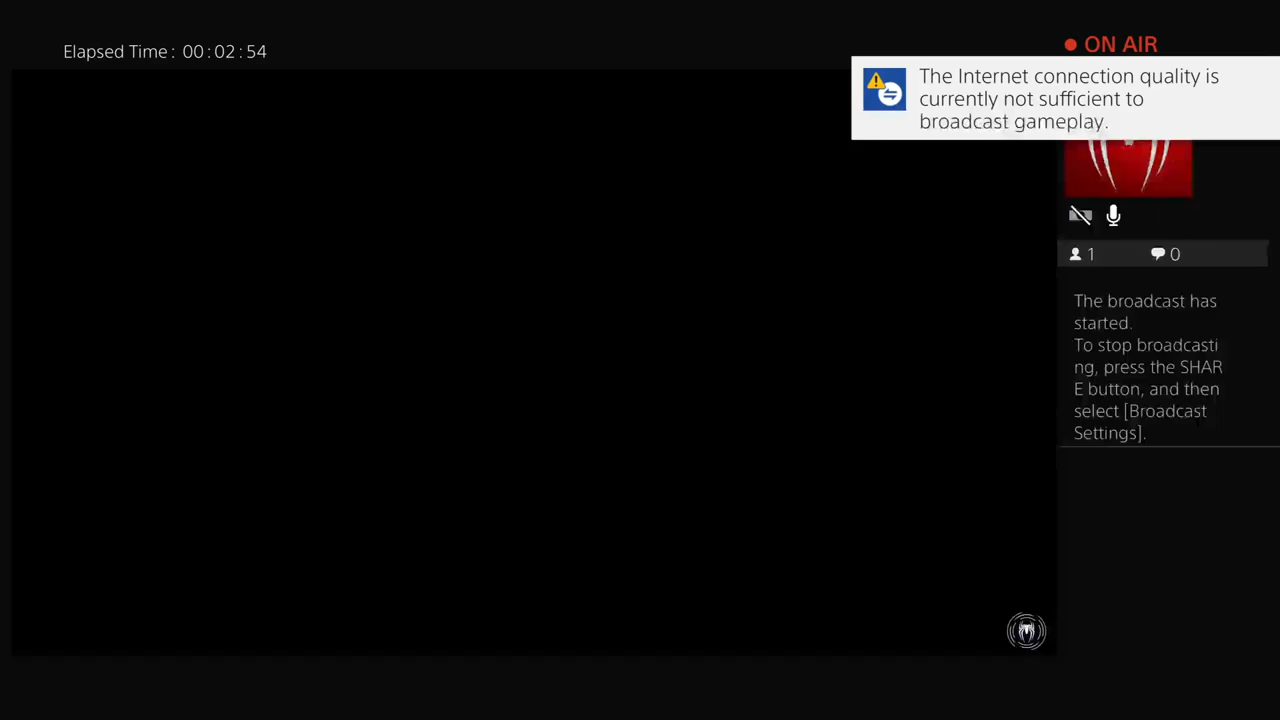 Elapsed Time: 00:02:54
ON AIR
The Internet connection quality is
currently not sufficient to
broadcast gameplay.
1 0
The broadcast has
started.
To stop broadcasti
ng, press the SHAR
E button, and then
select [Broadcast
Settings].